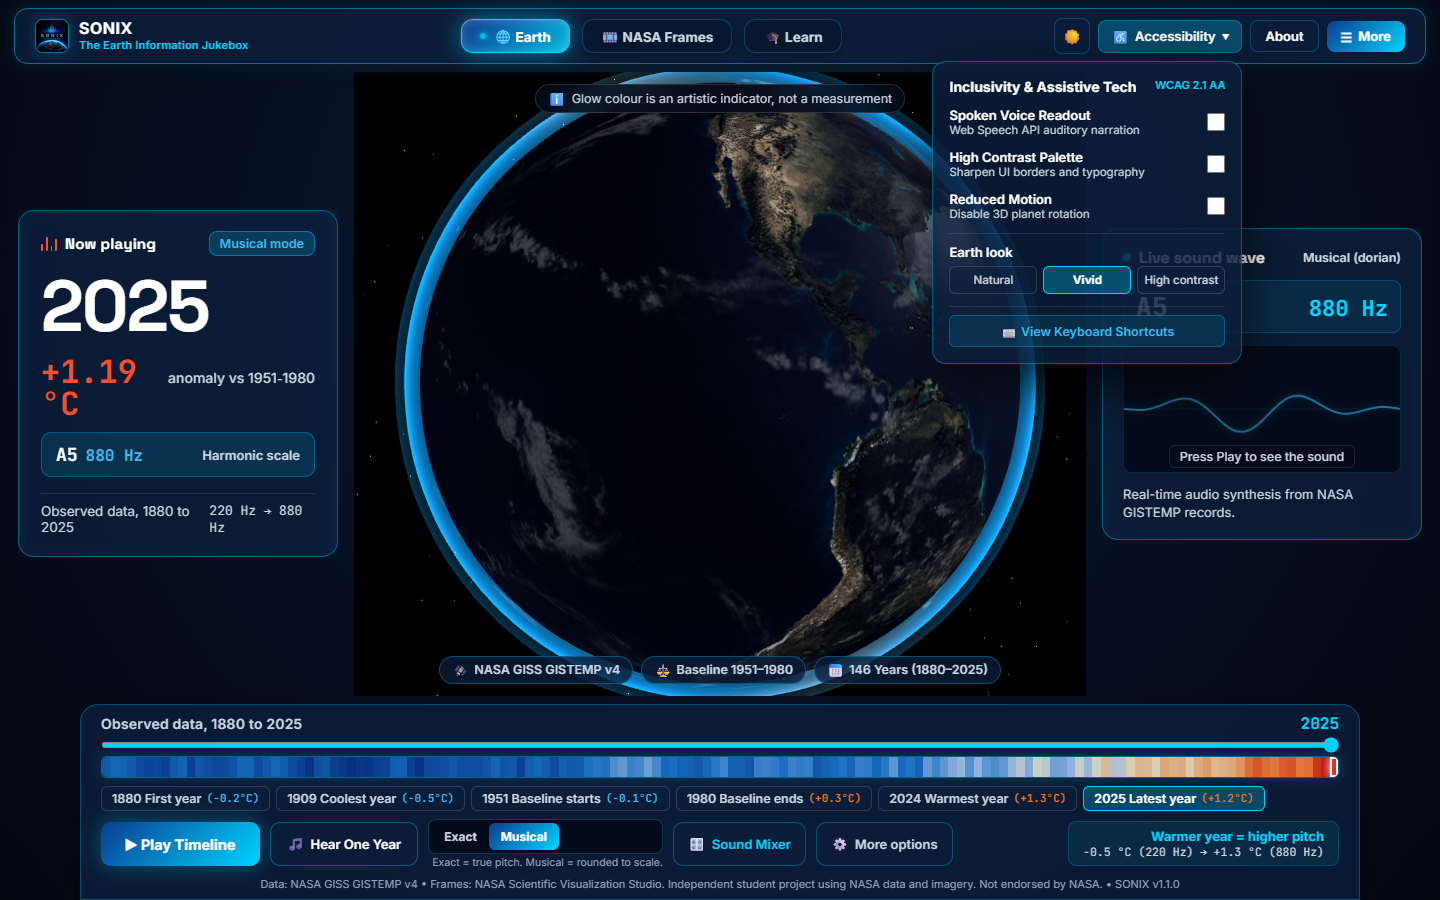 SONIX
The Earth Information Jukebox
Earth
NASA Frames
Learn
Accessibility ▾
About
☰ More
Glow colour is an artistic indicator, not a measurement
Inclusivity & Assistive Tech
WCAG 2.1 AA
Spoken Voice Readout
Web Speech API auditory narration
High Contrast Palette
Sharpen UI borders and typography
Reduced Motion
Disable 3D planet rotation
Earth look
Natural
Vivid
High contrast
View Keyboard Shortcuts
Now playing
Musical mode
2025
+1.19 °C
anomaly vs 1951-1980
A5 880 Hz
Harmonic scale
Observed data, 1880 to 2025
220 Hz → 880 Hz
Live sound wave
Musical (dorian)
A5
880 Hz
Press Play to see the sound
Real-time audio synthesis from NASA
GISTEMP records.
NASA GISS GISTEMP v4
Baseline 1951–1980
146 Years (1880–2025)
Observed data, 1880 to 2025
2025
1880 First year (-0.2°C)
1909 Coolest year (-0.5°C)
1951 Baseline starts (-0.1°C)
1980 Baseline ends (+0.3°C)
2024 Warmest year (+1.3°C)
2025 Latest year (+1.2°C)
▶ Play Timeline
Hear One Year
Exact
Musical
Exact = true pitch. Musical = rounded to scale.
Sound Mixer
More options
Warmer year = higher pitch
-0.5 °C (220 Hz) → +1.3 °C (880 Hz)
Data: NASA GISS GISTEMP v4 • Frames: NASA Scientific Visualization Studio. Independent student project using NASA data and imagery. Not endorsed by NASA. • SONIX v1.1.0